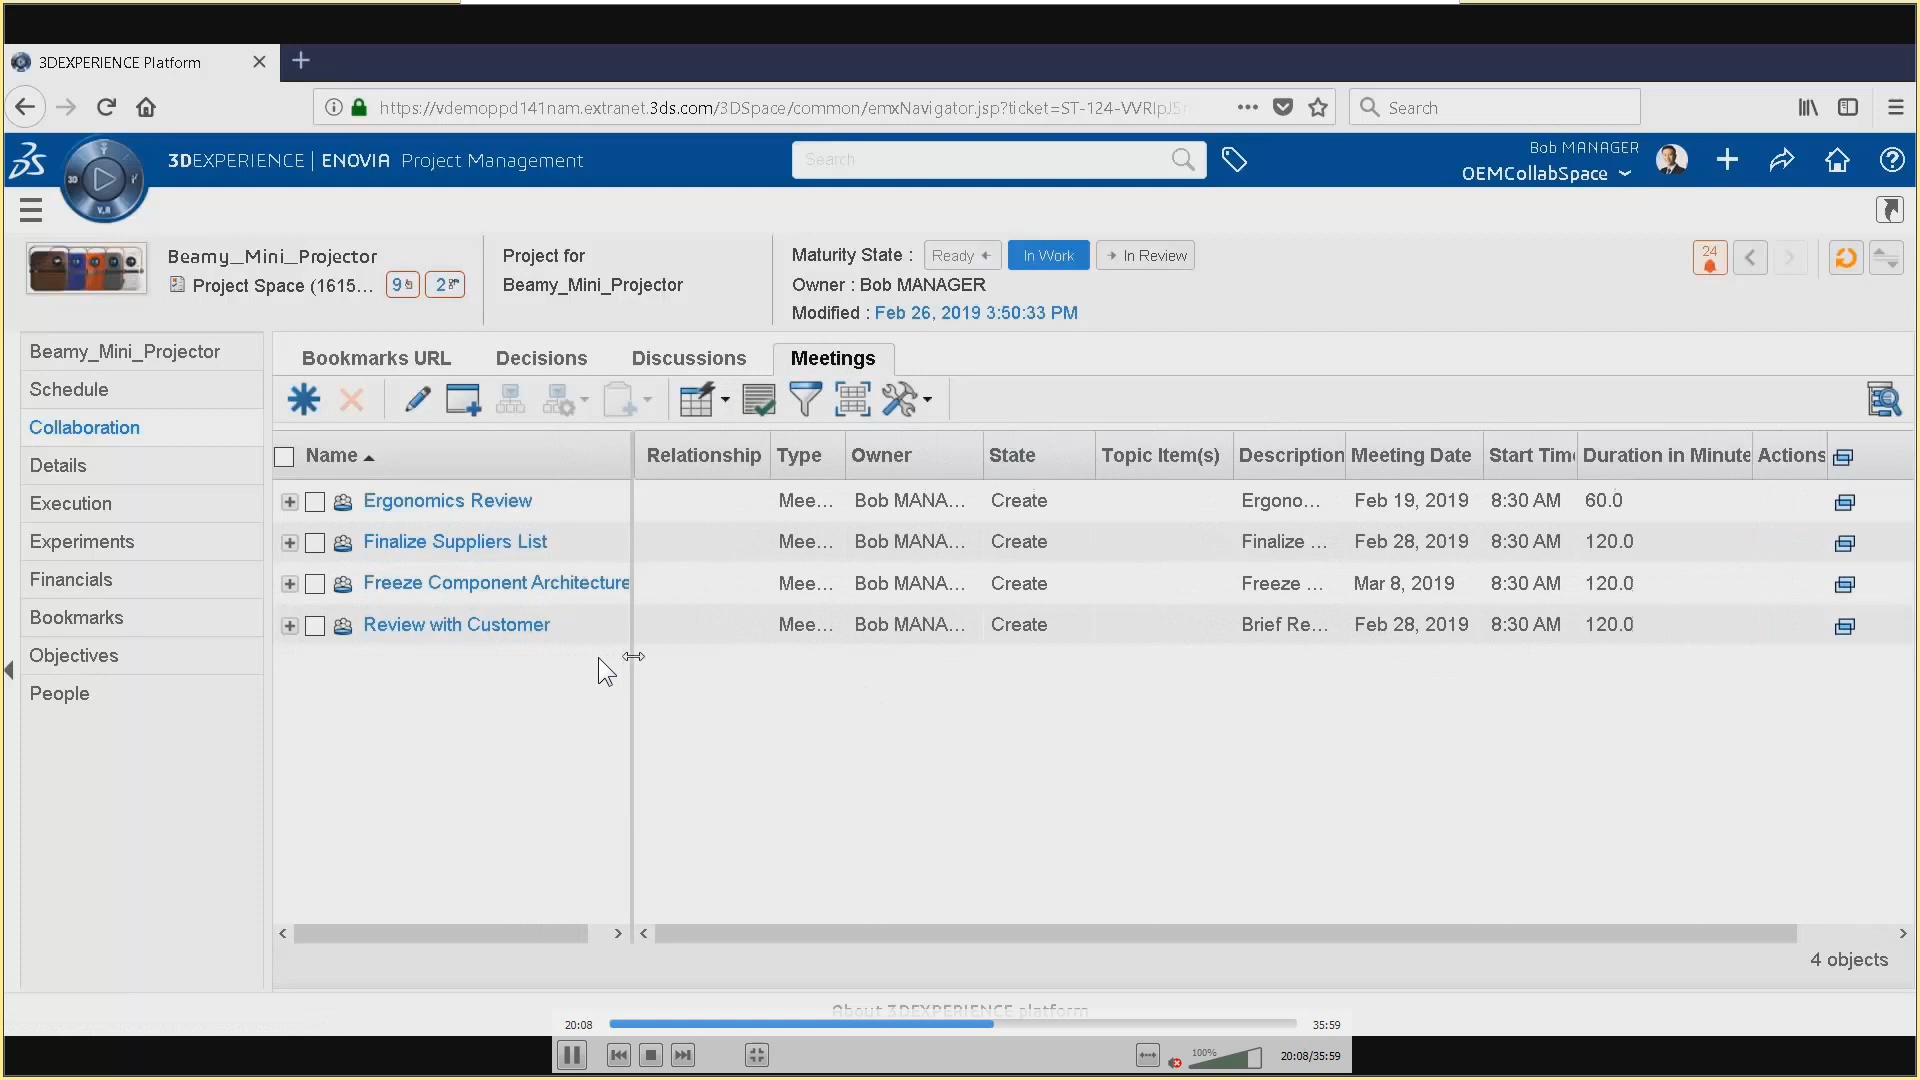 3DEXPERIENCE Platform
https://vdemoppd141nam.extranet.3ds.com/3DSpace/common/emxNavigator.jsp?ticket=ST-124-
Search
3DEXPERIENCE | ENOVIA Project Management
Search
Bob MANAGER
OEMCollabSpace
3D
V.R
Beamy_Mini_Projector
Project Space (1615...
9
2
Project for
Beamy_Mini_Projector
Maturity State :
Ready
In Work
In Review
Owner : Bob MANAGER
Modified : Feb 26, 2019 3:50:33 PM
24
Beamy_Mini_Projector
Schedule
Collaboration
Details
Execution
Experiments
Financials
Bookmarks
Objectives
People
Bookmarks URL Decisions Discussions Meetings
Name Relationship Type Owner State Topic Item(s) Description Meeting Date Start Time Duration in Minute Actions
Ergonomics Review Mee... Bob MANA... Create Ergono... Feb 19, 2019 8:30 AM 60.0
Finalize Suppliers List Mee... Bob MANA... Create Finalize ... Feb 28, 2019 8:30 AM 120.0
Freeze Component Architecture Mee... Bob MANA... Create Freeze ... Mar 8, 2019 8:30 AM 120.0
Review with Customer Mee... Bob MANA... Create Brief Re... Feb 28, 2019 8:30 AM 120.0
4 objects
About 3DEXPERIENCE platform
20:08
35:59
100%
20:08/35:59